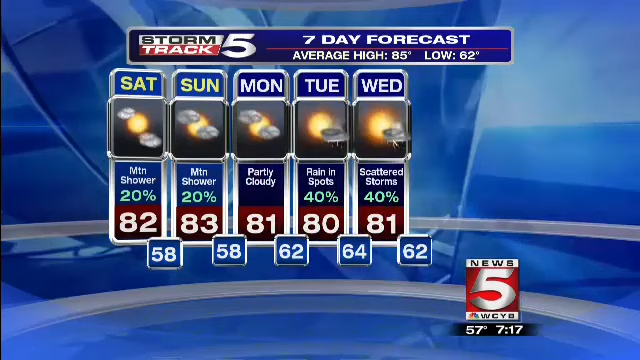 STORM
TRACK 5
7 DAY FORECAST
AVERAGE HIGH: 85° LOW: 62°
SAT SUN MON TUE WED
Mtn Shower 20% 82
Mtn Shower 20% 83
Partly Cloudy 81
Rain In Spots 40% 80
Scattered Storms 40% 81
58 58 62 64 62
NEWS
5
WCYB
57° 7:17